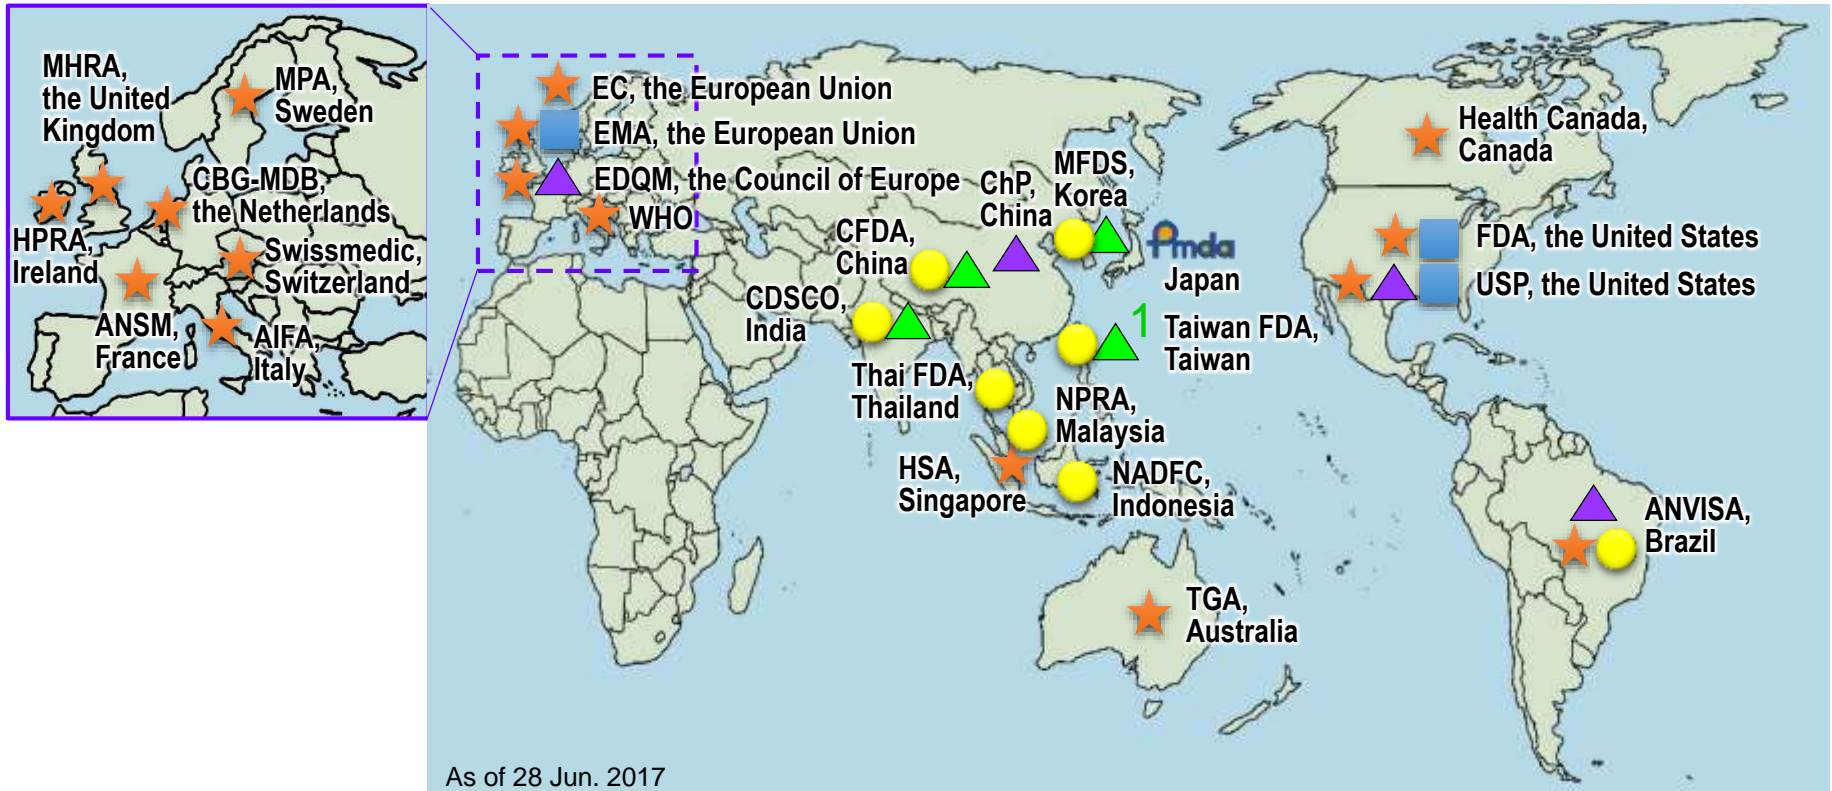 MHRA,
the United
Kingdom
MPA,
Sweden
CBG-MDB,
the Netherlands
HPRA,
Ireland
Swissmedic,
Switzerland
ANSM,
France
AIFA,
Italy
EC, the European Union
EMA, the European Union
EDQM, the Council of Europe
WHO
ChP,
China
MFDS,
Korea
CFDA,
China
Pmda
Japan
CDSCO,
India
1
Taiwan FDA,
Taiwan
Thai FDA,
Thailand
NPRA,
Malaysia
HSA,
Singapore
NADFC,
Indonesia
TGA,
Australia
Health Canada,
Canada
FDA, the United States
USP, the United States
ANVISA,
Brazil
As of 28 Jun. 2017